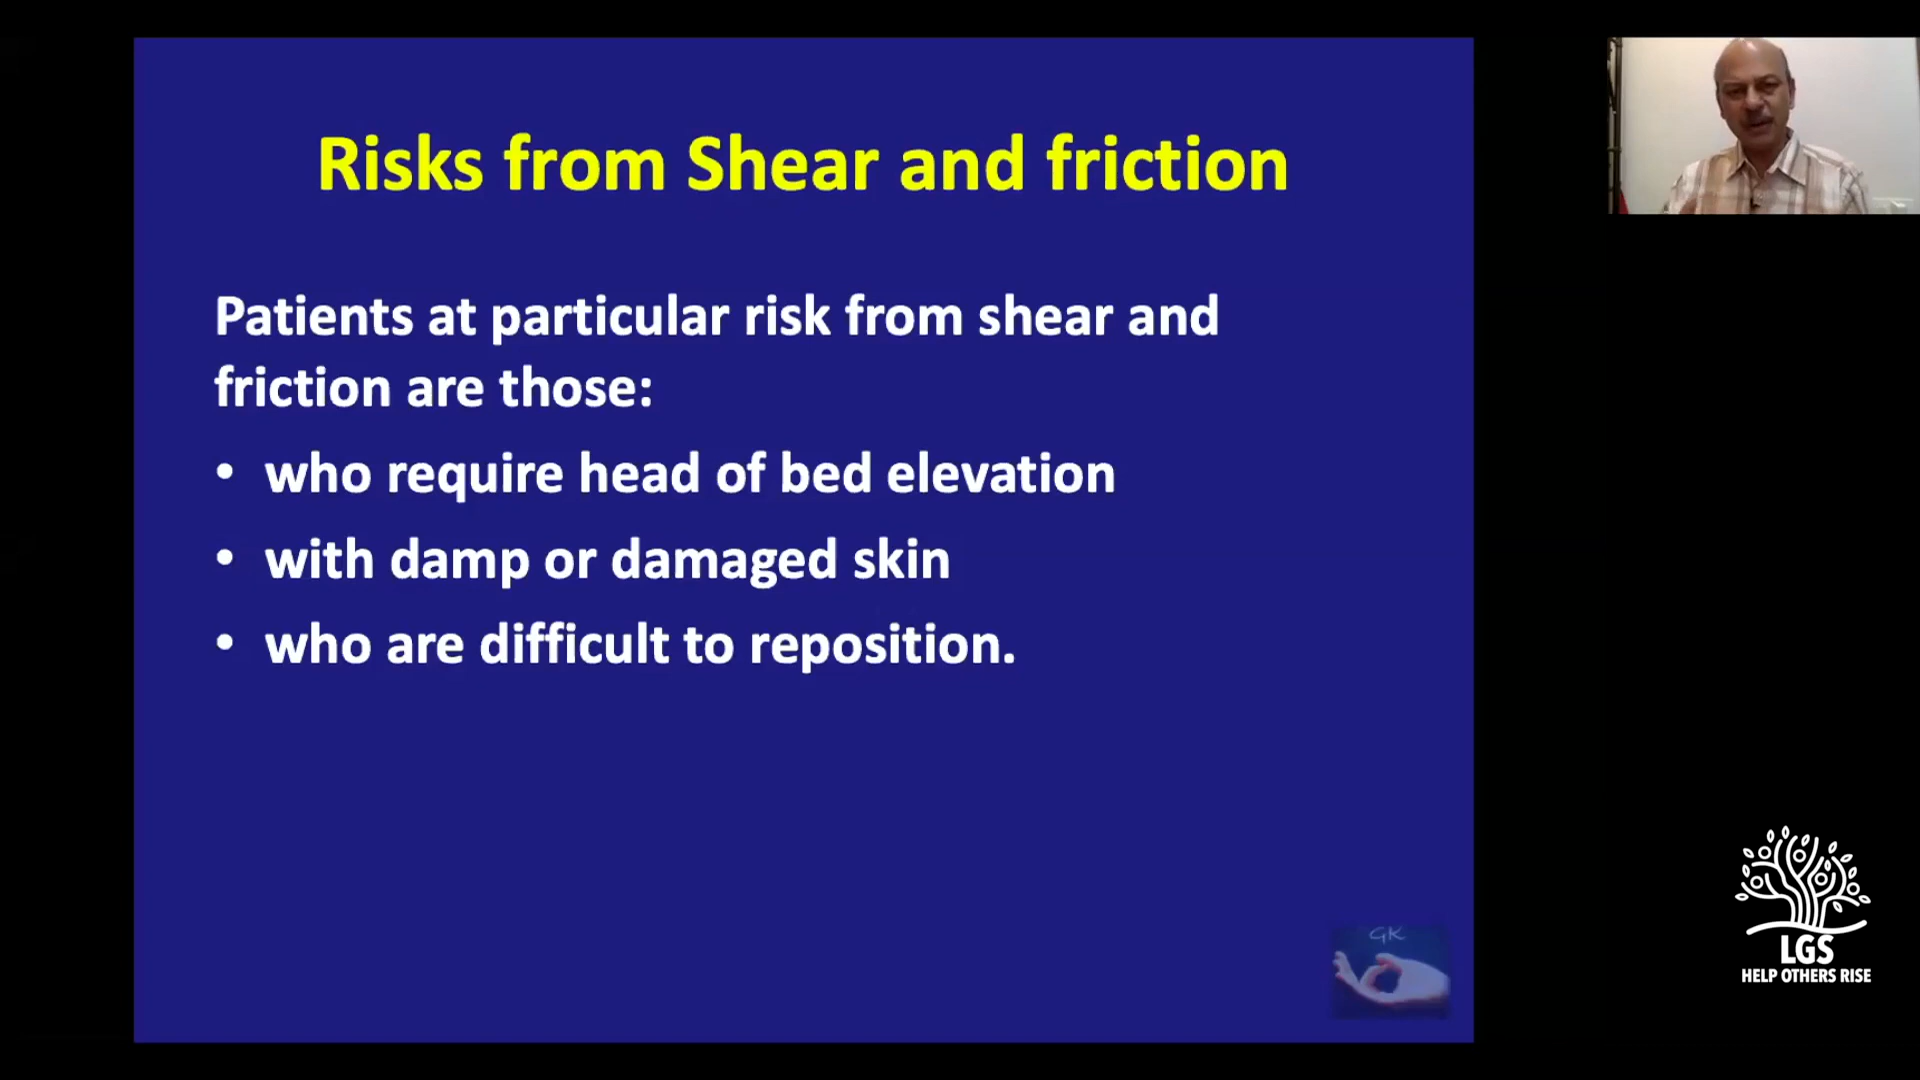 Risks from Shear and friction
Patients at particular risk from shear and
friction are those:
• who require head of bed elevation
• with damp or damaged skin
• who are difficult to reposition.
GK
LGS
HELP OTHERS RISE